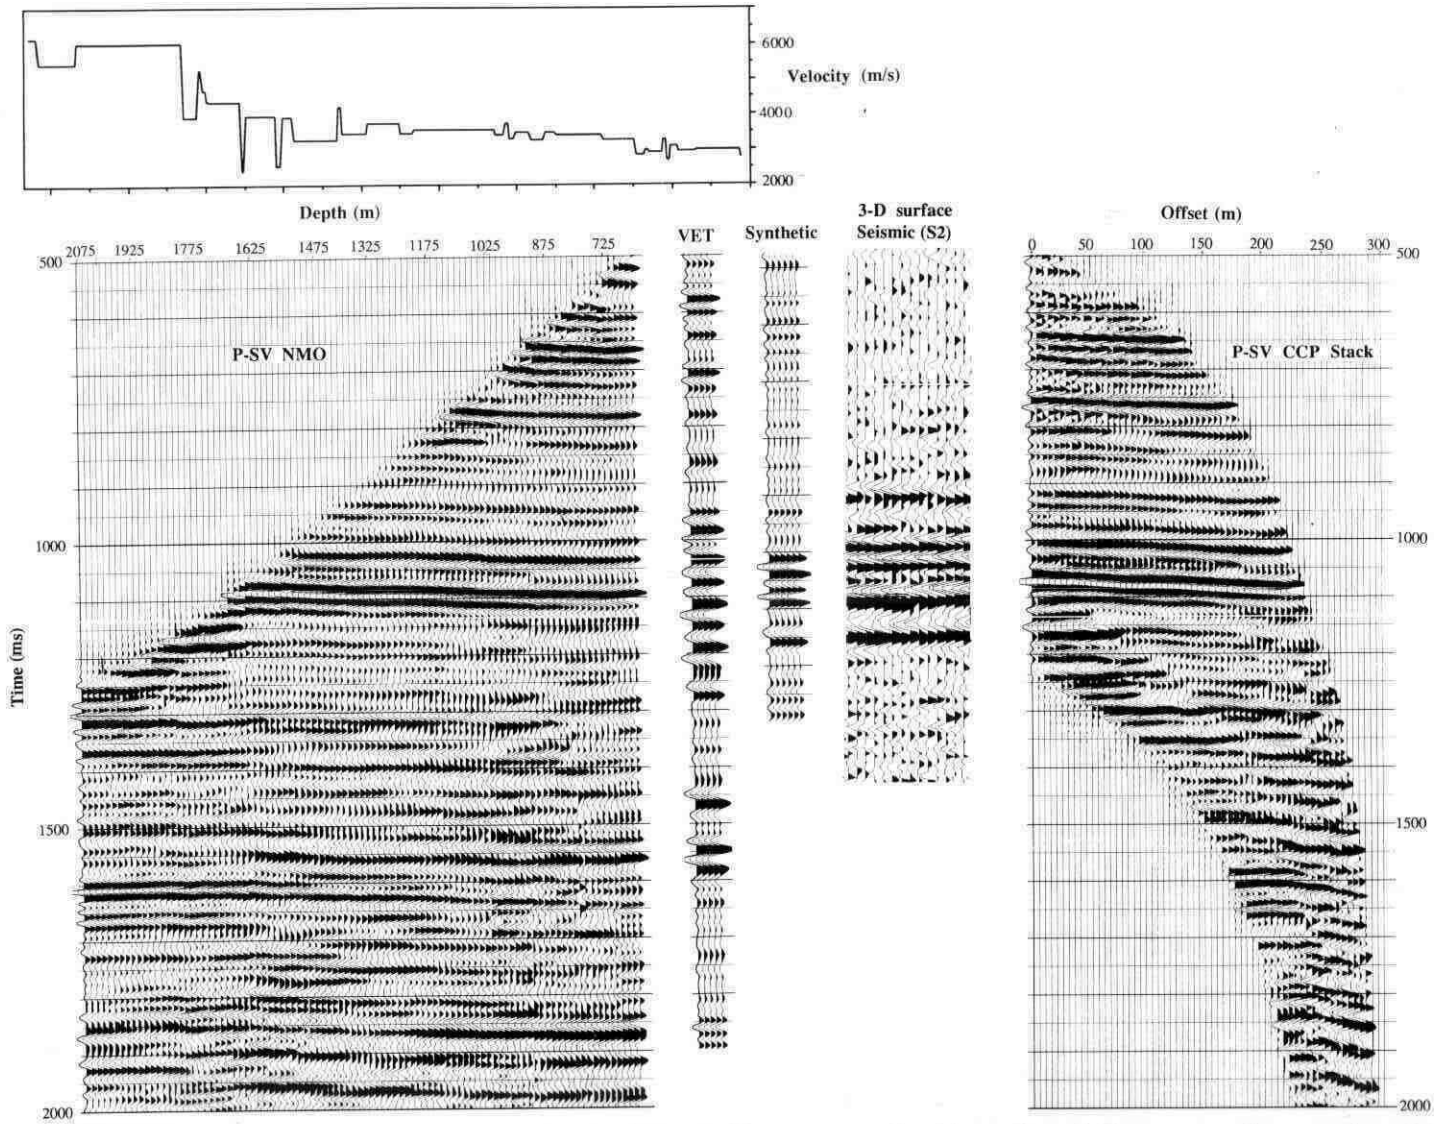 6000
Velocity (m/s)
4000
2000
Depth (m)
3-D surface
Seismic (S2)
Offset (m)
VET
Synthetic
2075 1925 1775 1625 1475 1325 1175 1025 875 725
0 50 100 150 200 250 300
500
500
P-SV NMO
P-SV CCP Stack
1000
1000
Time (ms)
1500
1500
2000
2000